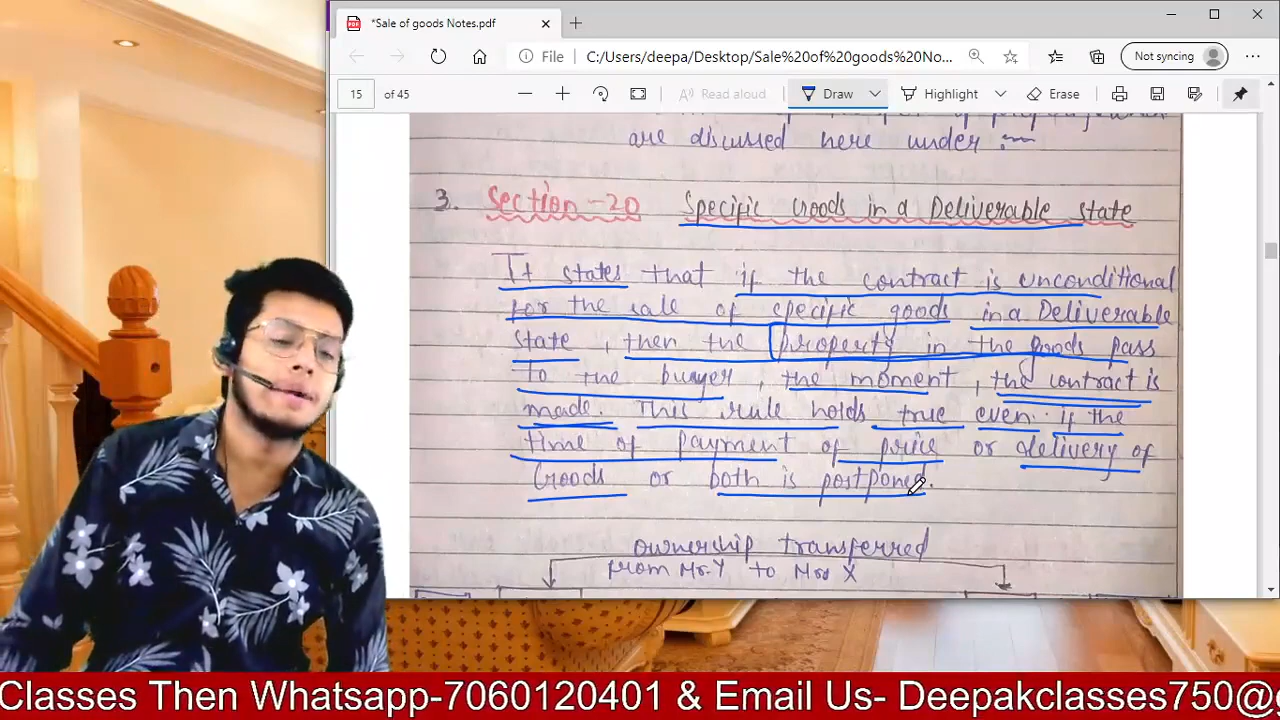 *Sale of goods Notes.pdf
File C:/Users/deepa/Desktop/Sale%20of%20goods%20No... Not syncing
15 of 45 Read aloud Draw Highlight Erase
are discussed here under :~
3. Section-20 Specific Goods in a Deliverable state
It states that if the contract is unconditional
for the sale of specific goods in a Deliverable
state, then the property in the goods pass
to the buyer, the moment, the contract is
made. This rule holds true even if the
time of payment of price or delivery of
Goods or both is postponed.
ownership transferred
from Mr. Y to Mrs X
Classes Then Whatsapp-7060120401 & Email Us- Deepakclasses750@